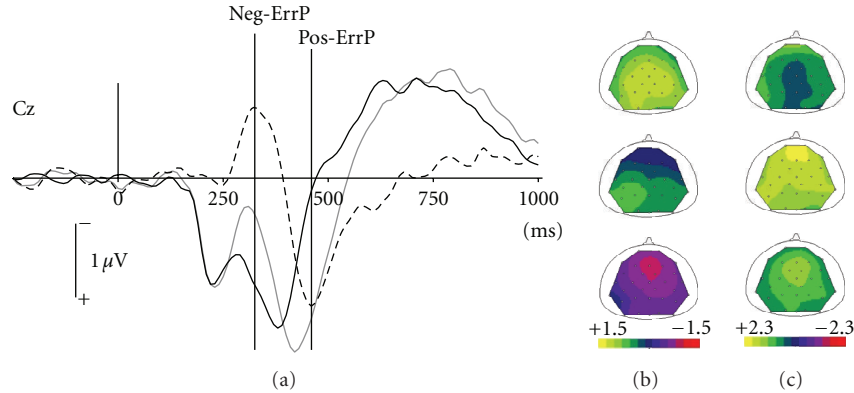 Neg-ErrP
Pos-ErrP
Cz
0 250 500 750 1000
(ms)
−
1 μV
+
+1.5 −1.5
+2.3 −2.3
(a)
(b)
(c)